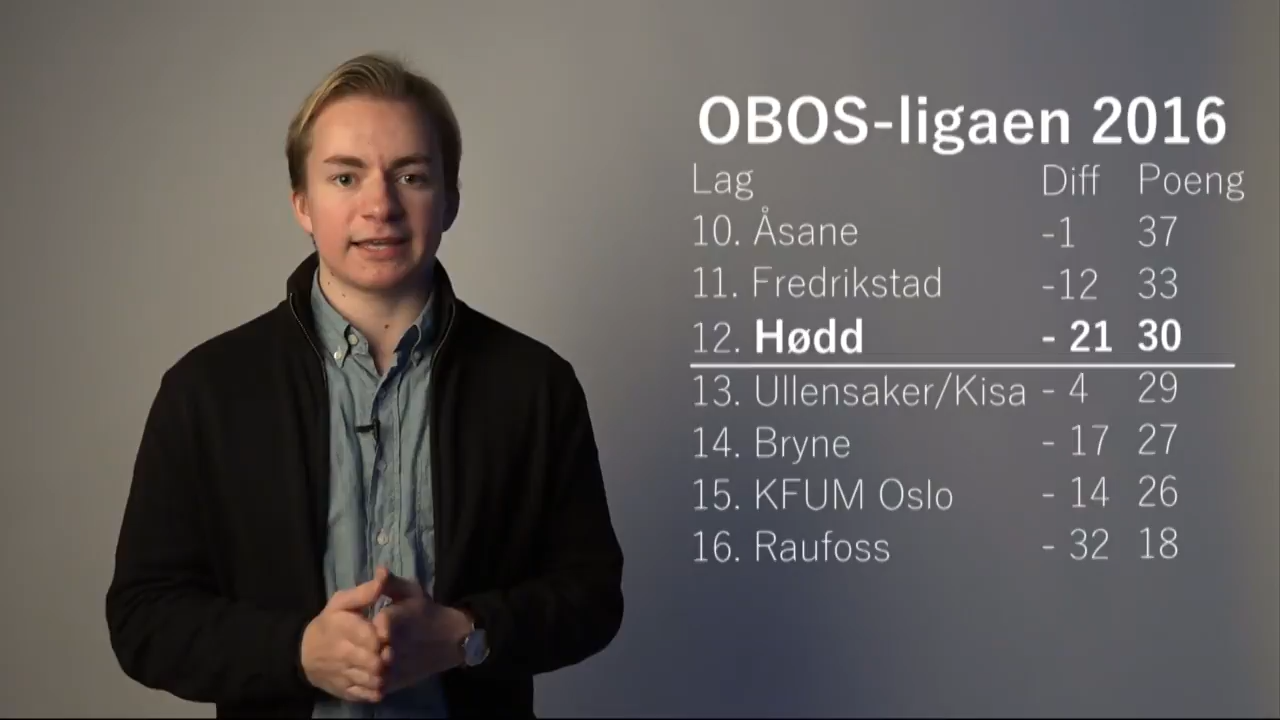 OBOS-ligaen 2016
Lag Diff Poeng
10. Åsane -1 37
11. Fredrikstad -12 33
12. Hødd - 21 30
13. Ullensaker/Kisa - 4 29
14. Bryne - 17 27
15. KFUM Oslo - 14 26
16. Raufoss - 32 18